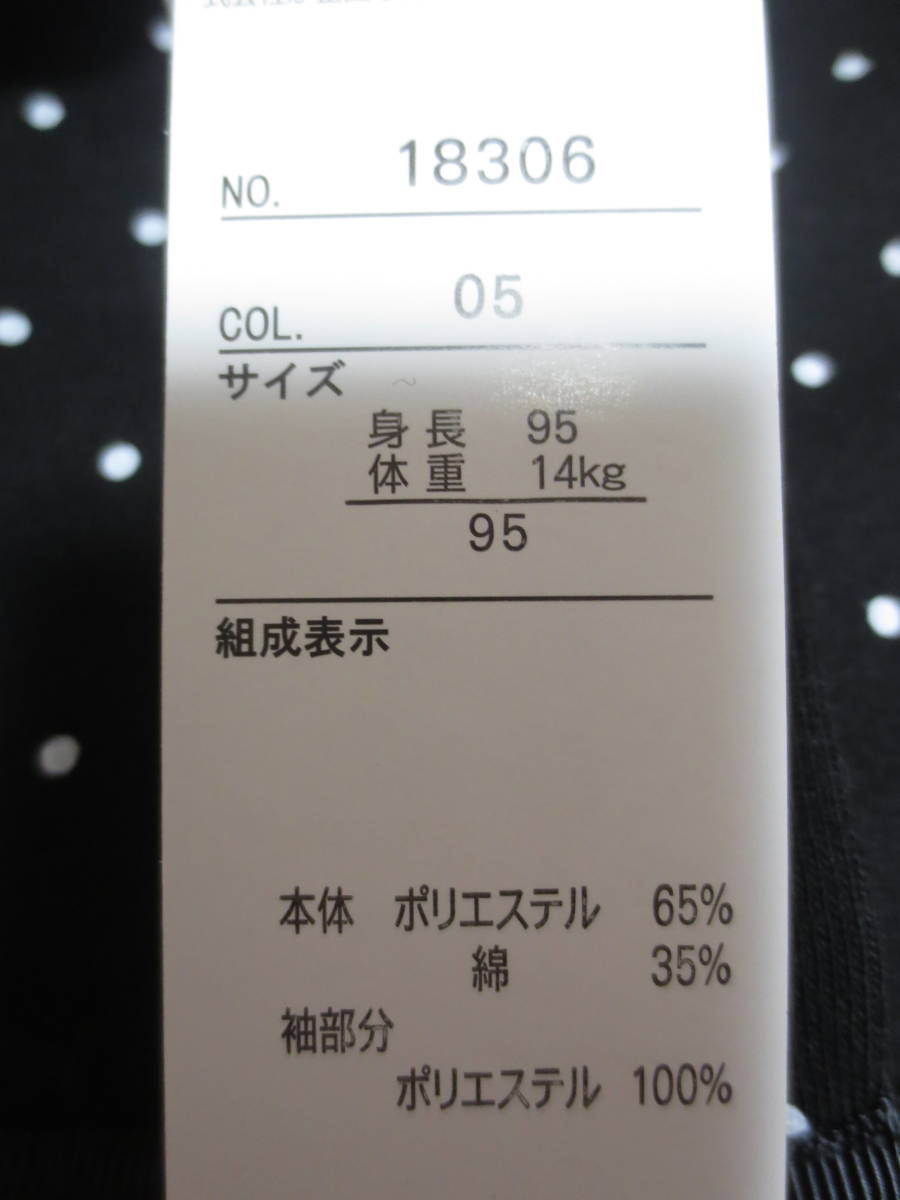 NO. 18306
COL. 05
サイズ
身長 95
体重 14kg
95
組成表示
本体 ポリエステル 65%
綿 35%
袖部分
ポリエステル 100%